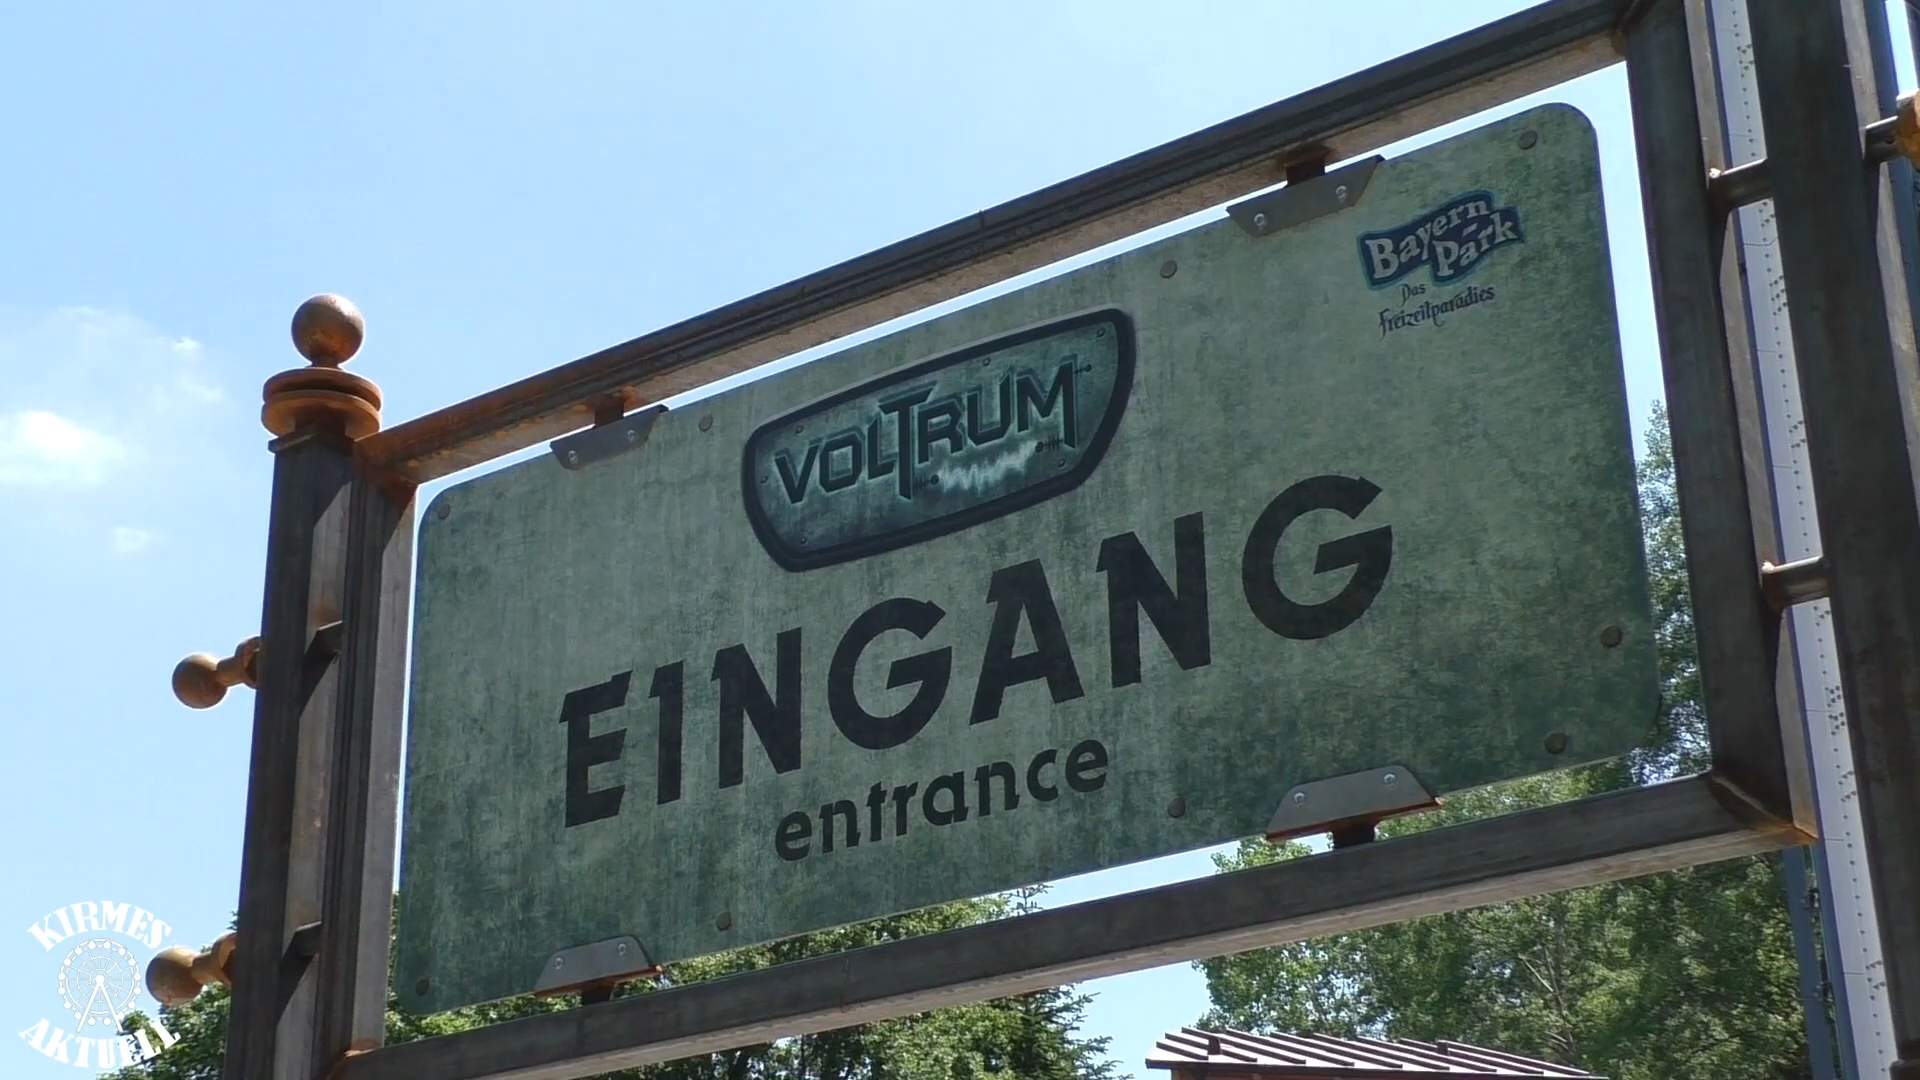 Bayern
Park
Das
Freizeitparadies
VOLTRUM
EINGANG
entrance
KIRMES
AKTUELL